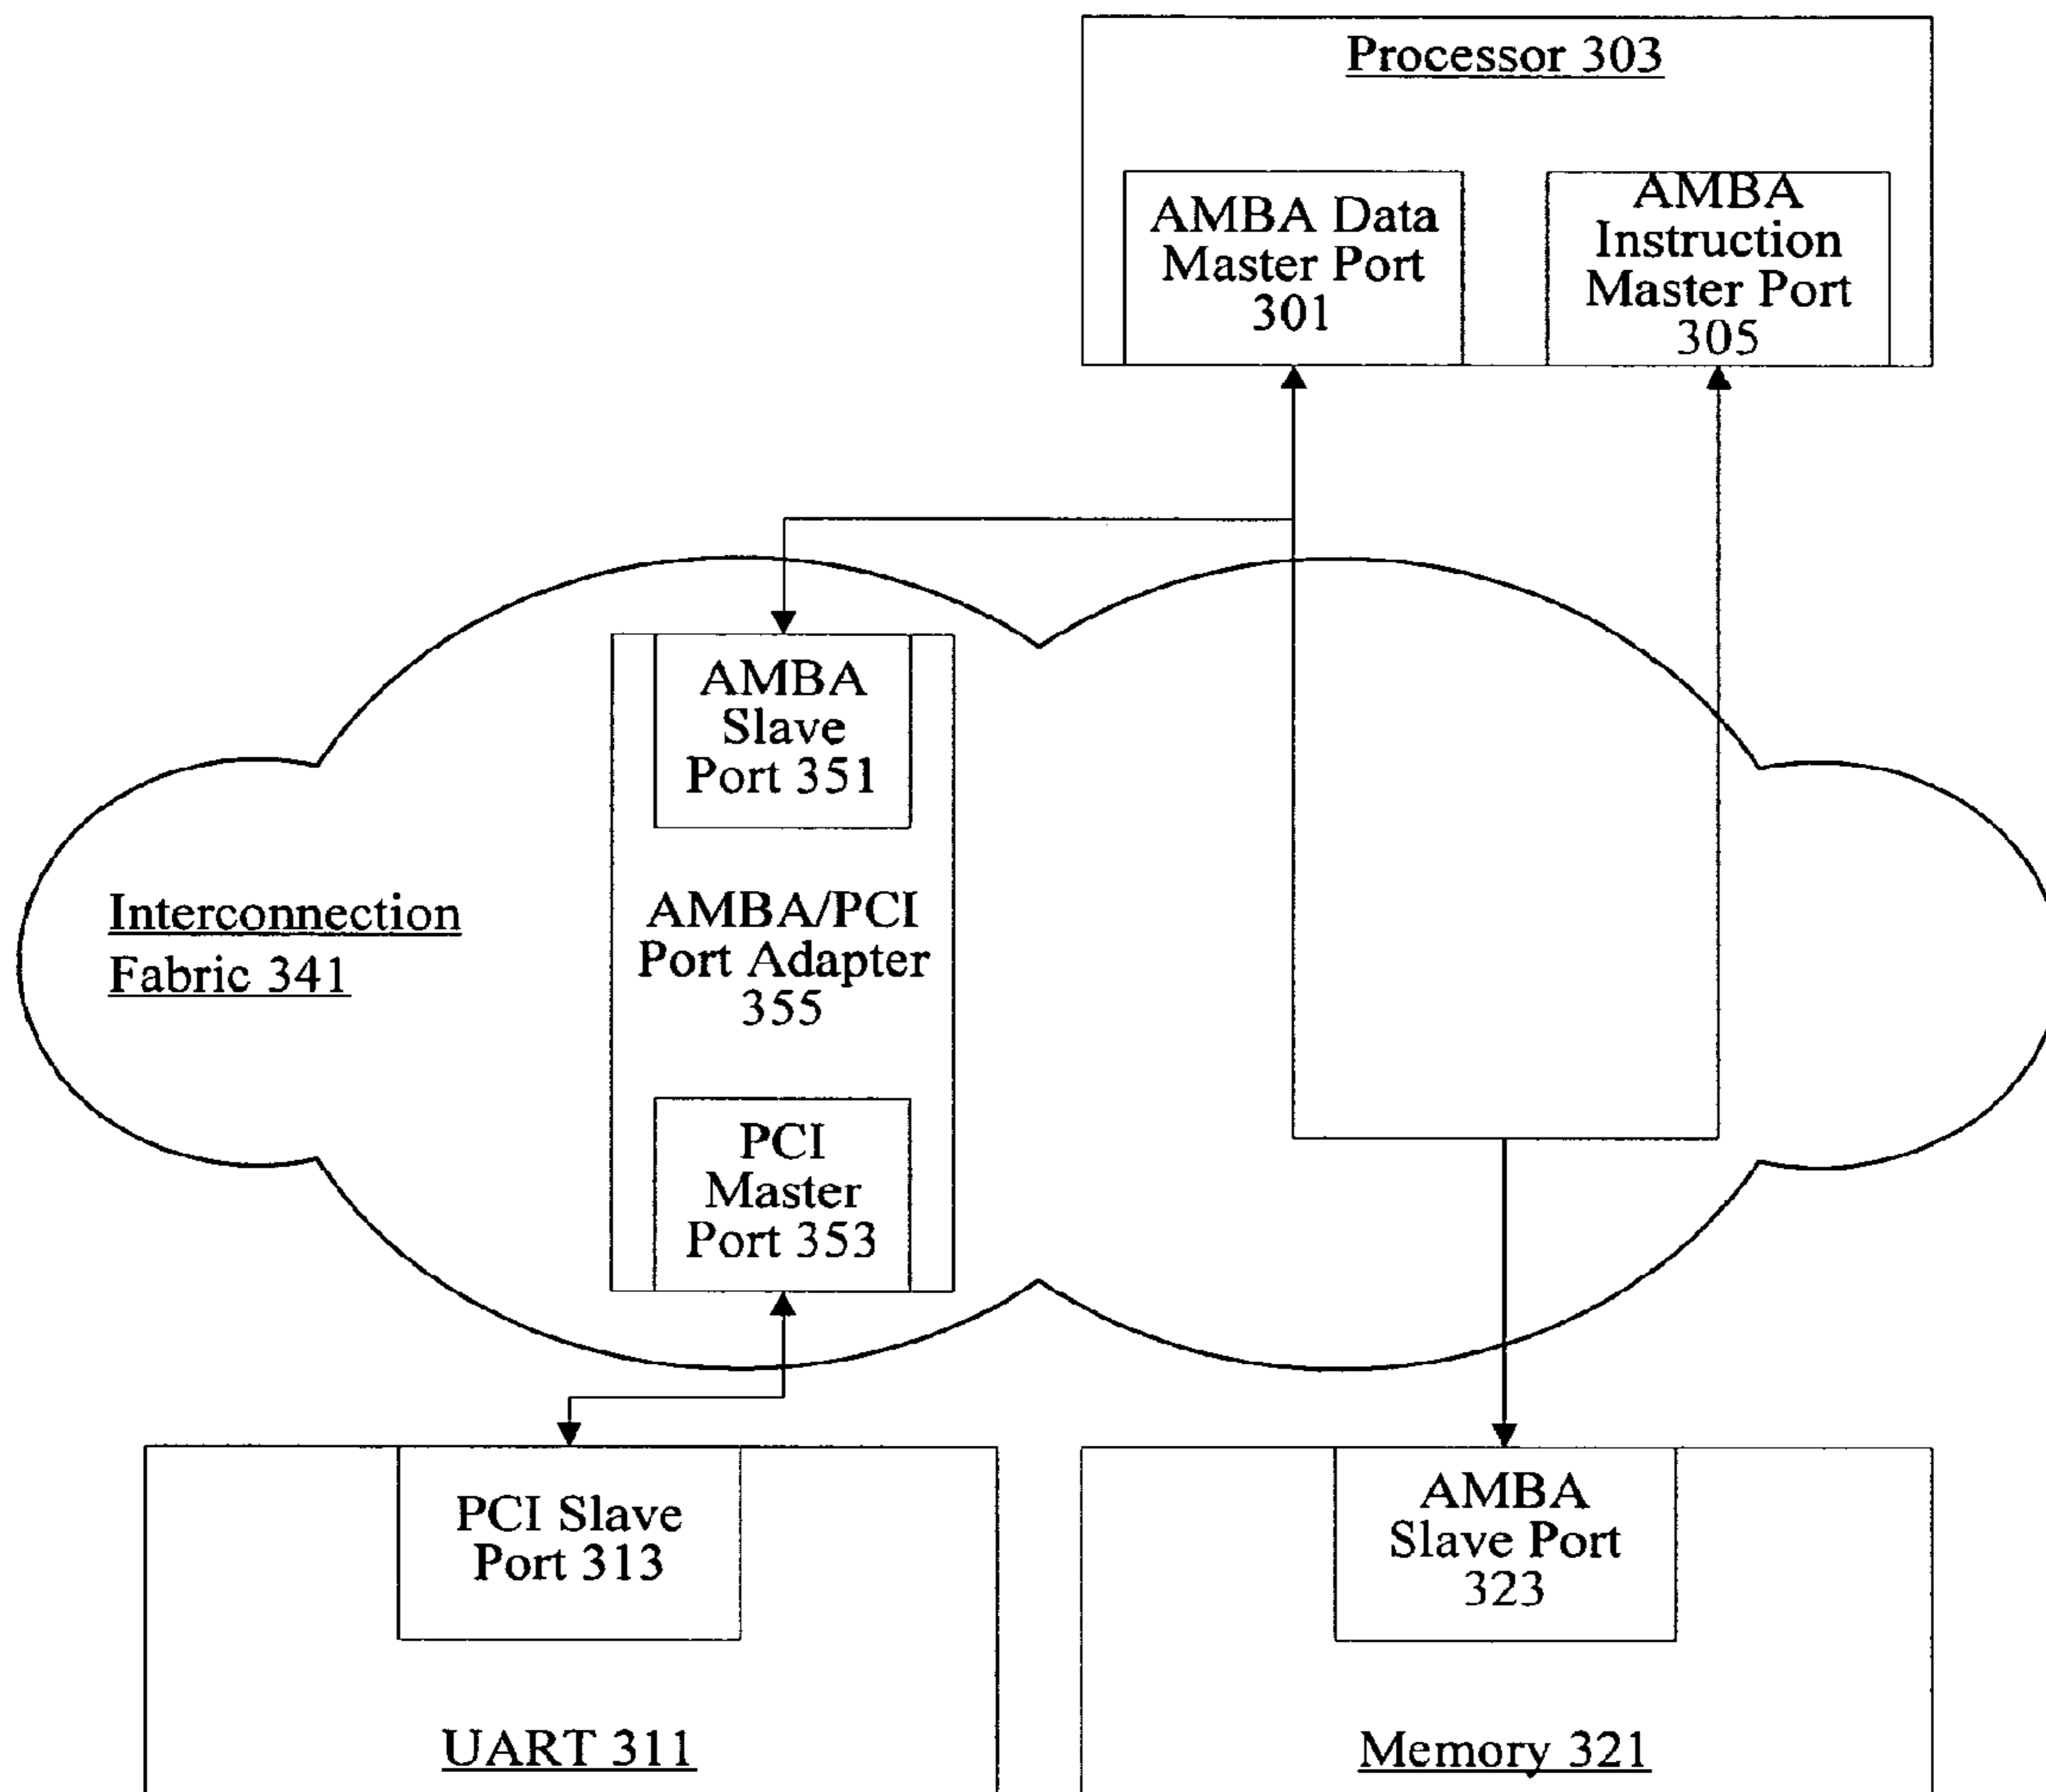 Processor 303
AMBA Data
Master Port
301
AMBA
Instruction
Master Port
305
AMBA
Slave
Port 351
Interconnection
Fabric 341
AMBA/PCI
Port Adapter
355
PCI
Master
Port 353
PCI Slave
Port 313
UART 311
AMBA
Slave Port
323
Memory 321